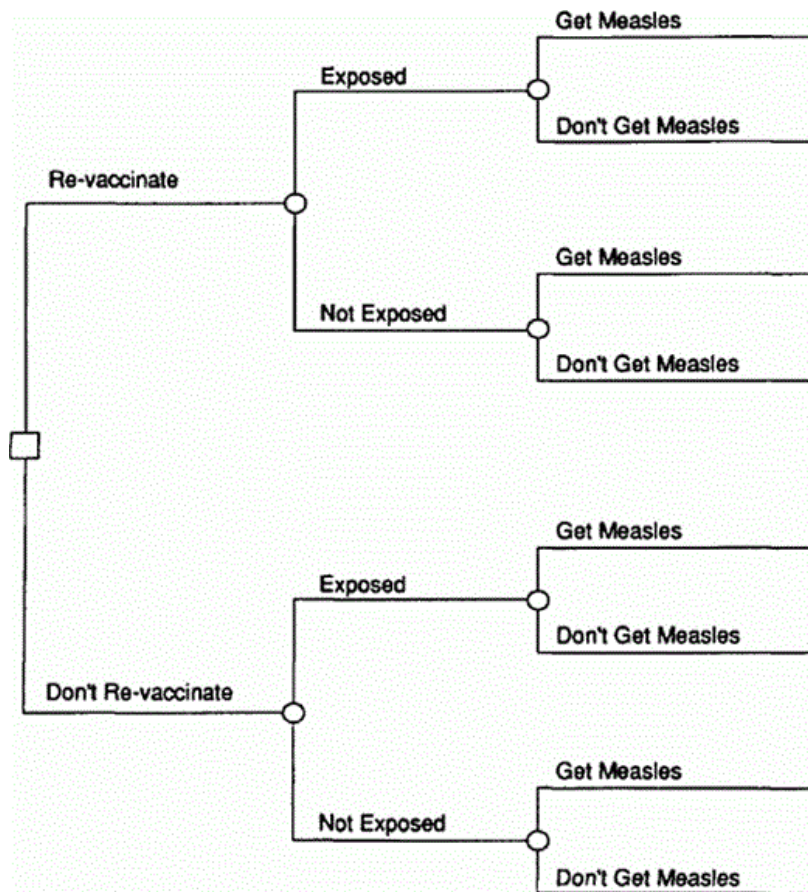 Get Measles
Exposed
Don't Get Measles
Re-vaccinate
Get Measles
Not Exposed
Don't Get Measles
Get Measles
Exposed
Don't Get Measles
Don't Re-vaccinate
Get Measles
Not Exposed
Don't Get Measles